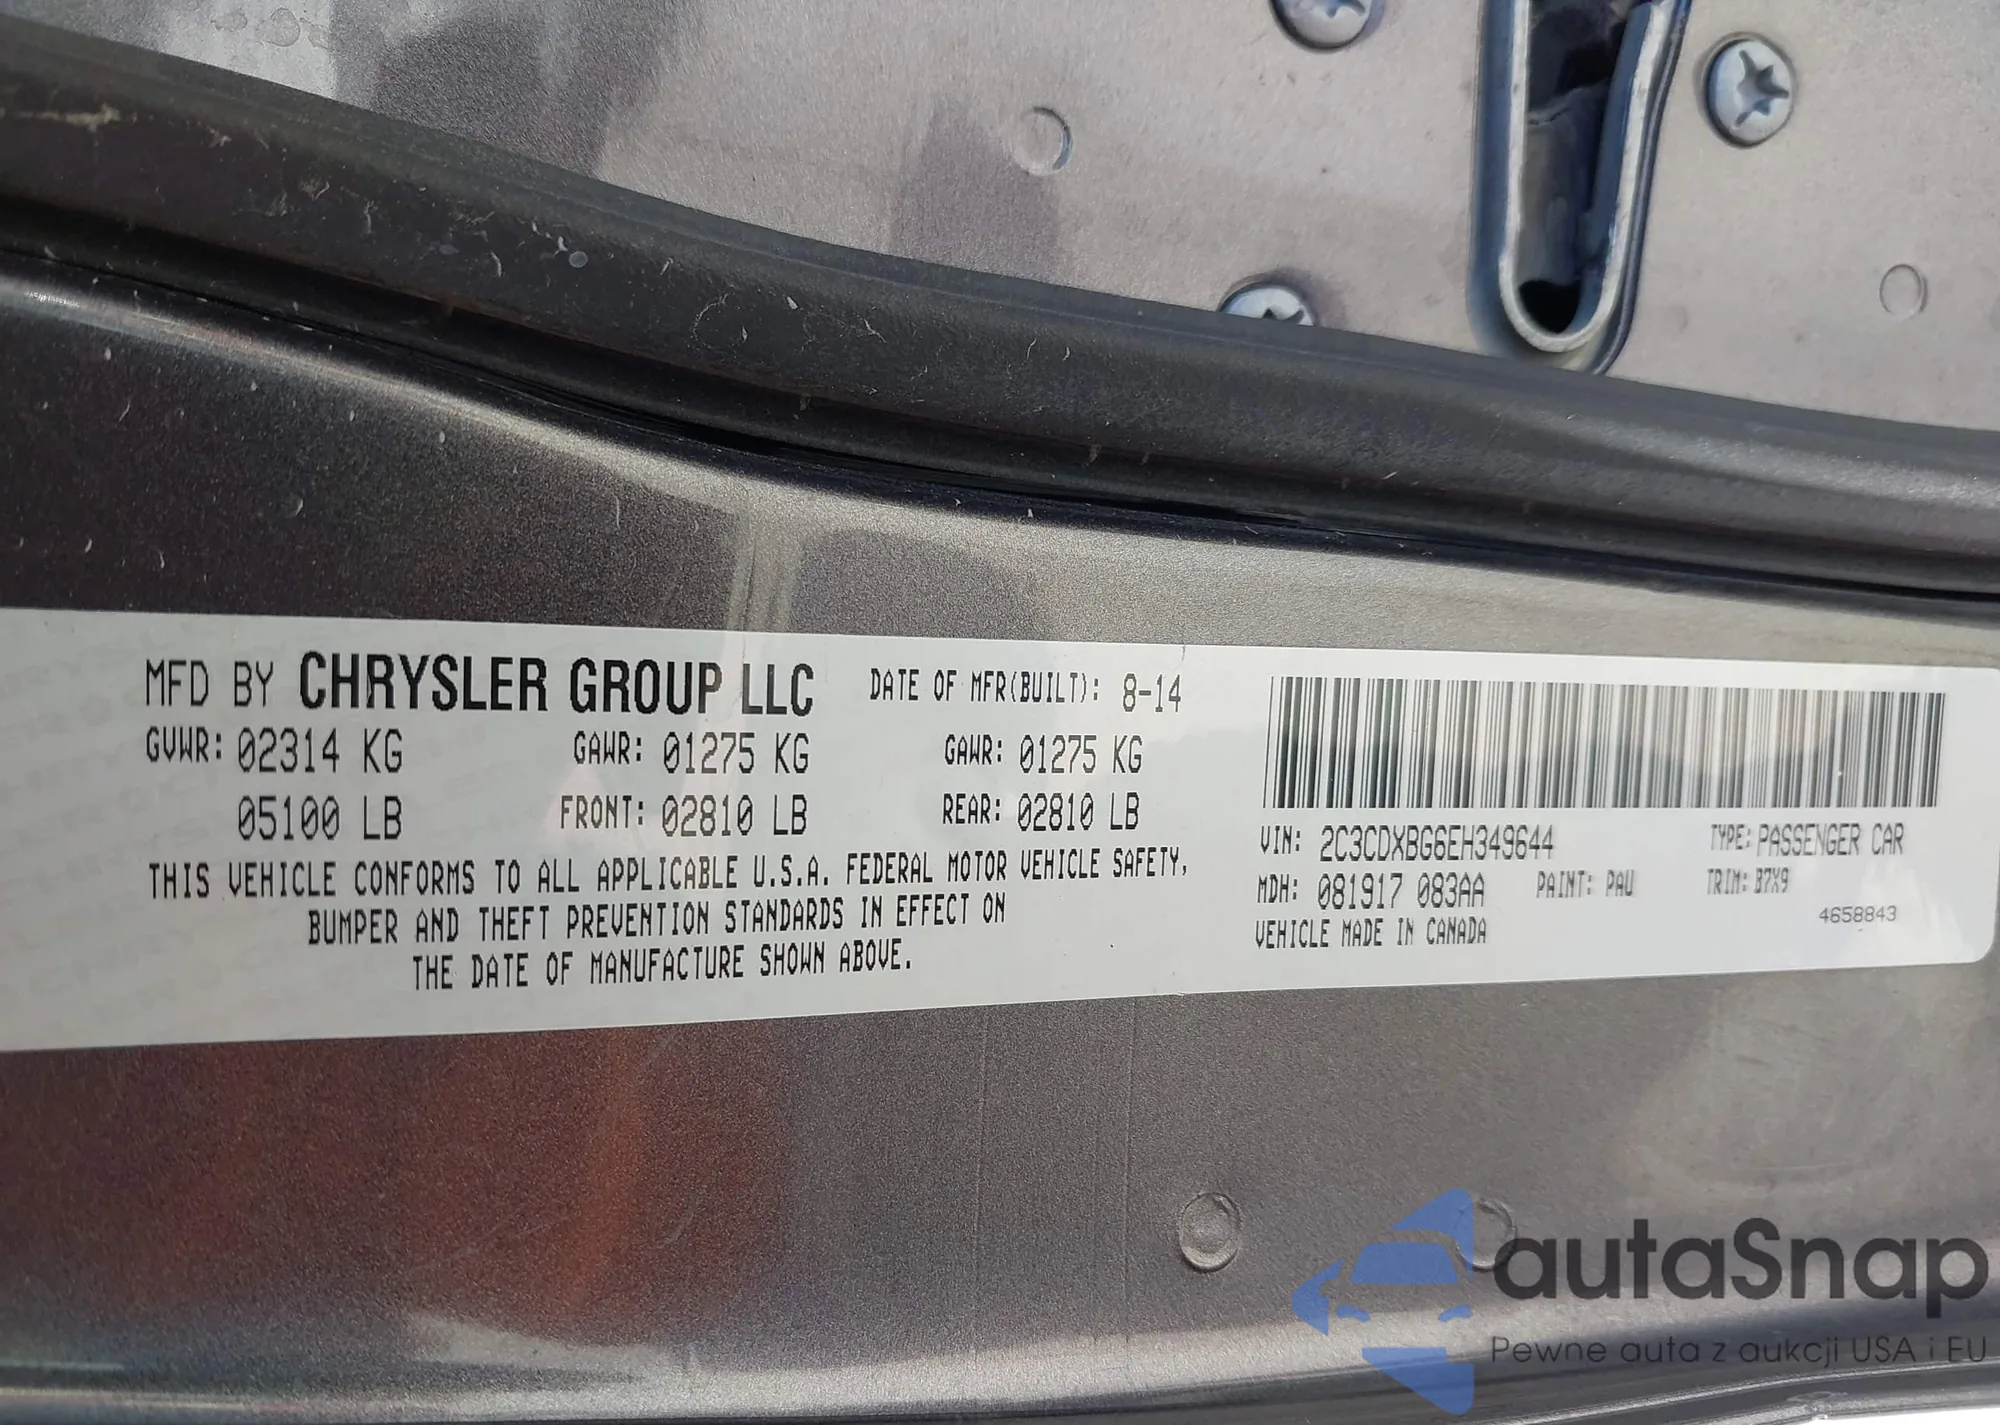 MFD BY CHRYSLER GROUP LLC DATE OF MFR(BUILT): 8-14
GVWR: 02314 KG GAWR: 01275 KG GAWR: 01275 KG
05100 LB FRONT: 02810 LB REAR: 02810 LB
THIS VEHICLE CONFORMS TO ALL APPLICABLE U.S.A. FEDERAL MOTOR VEHICLE SAFETY,
BUMPER AND THEFT PREVENTION STANDARDS IN EFFECT ON
THE DATE OF MANUFACTURE SHOWN ABOVE.
VIN: 2C3CDXBG6EH349644 TYPE: PASSENGER CAR
MDH: 081917 083AA PAINT: PAU TRIM: B7X9
VEHICLE MADE IN CANADA 4658843
autoSnap
Pewne auta z aukcji USA i EU